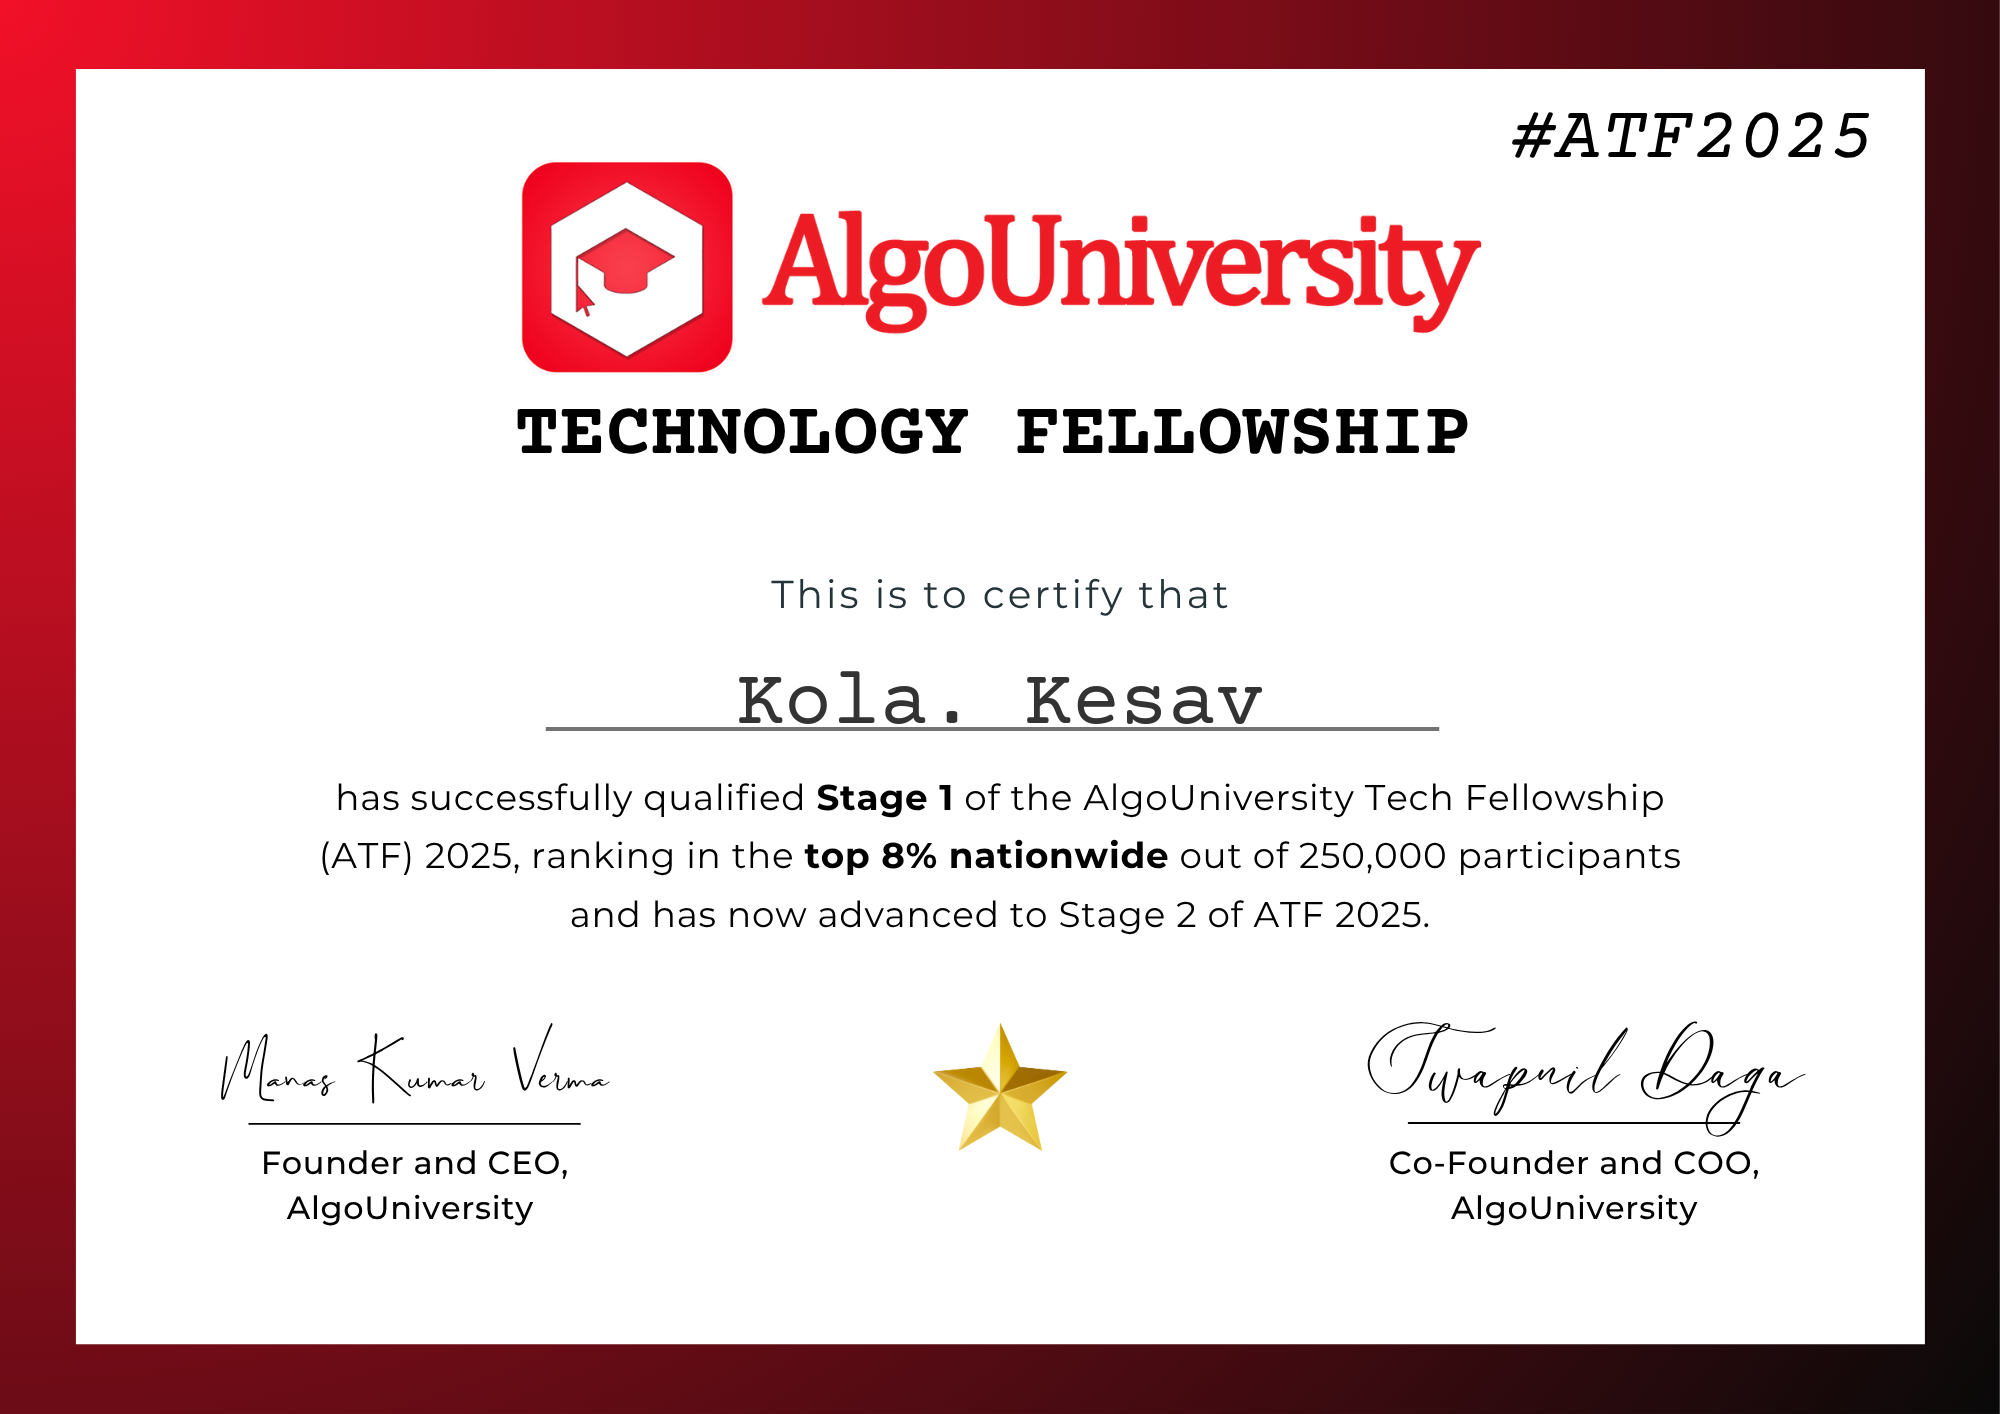 #ATF2025
AlgoUniversity
TECHNOLOGY FELLOWSHIP
This is to certify that
Kola. Kesav
has successfully qualified Stage 1 of the AlgoUniversity Tech Fellowship
(ATF) 2025, ranking in the top 8% nationwide out of 250,000 participants
and has now advanced to Stage 2 of ATF 2025.
Manas Kumar Verma
Founder and CEO,
AlgoUniversity
Swapnil Daga
Co-Founder and COO,
AlgoUniversity